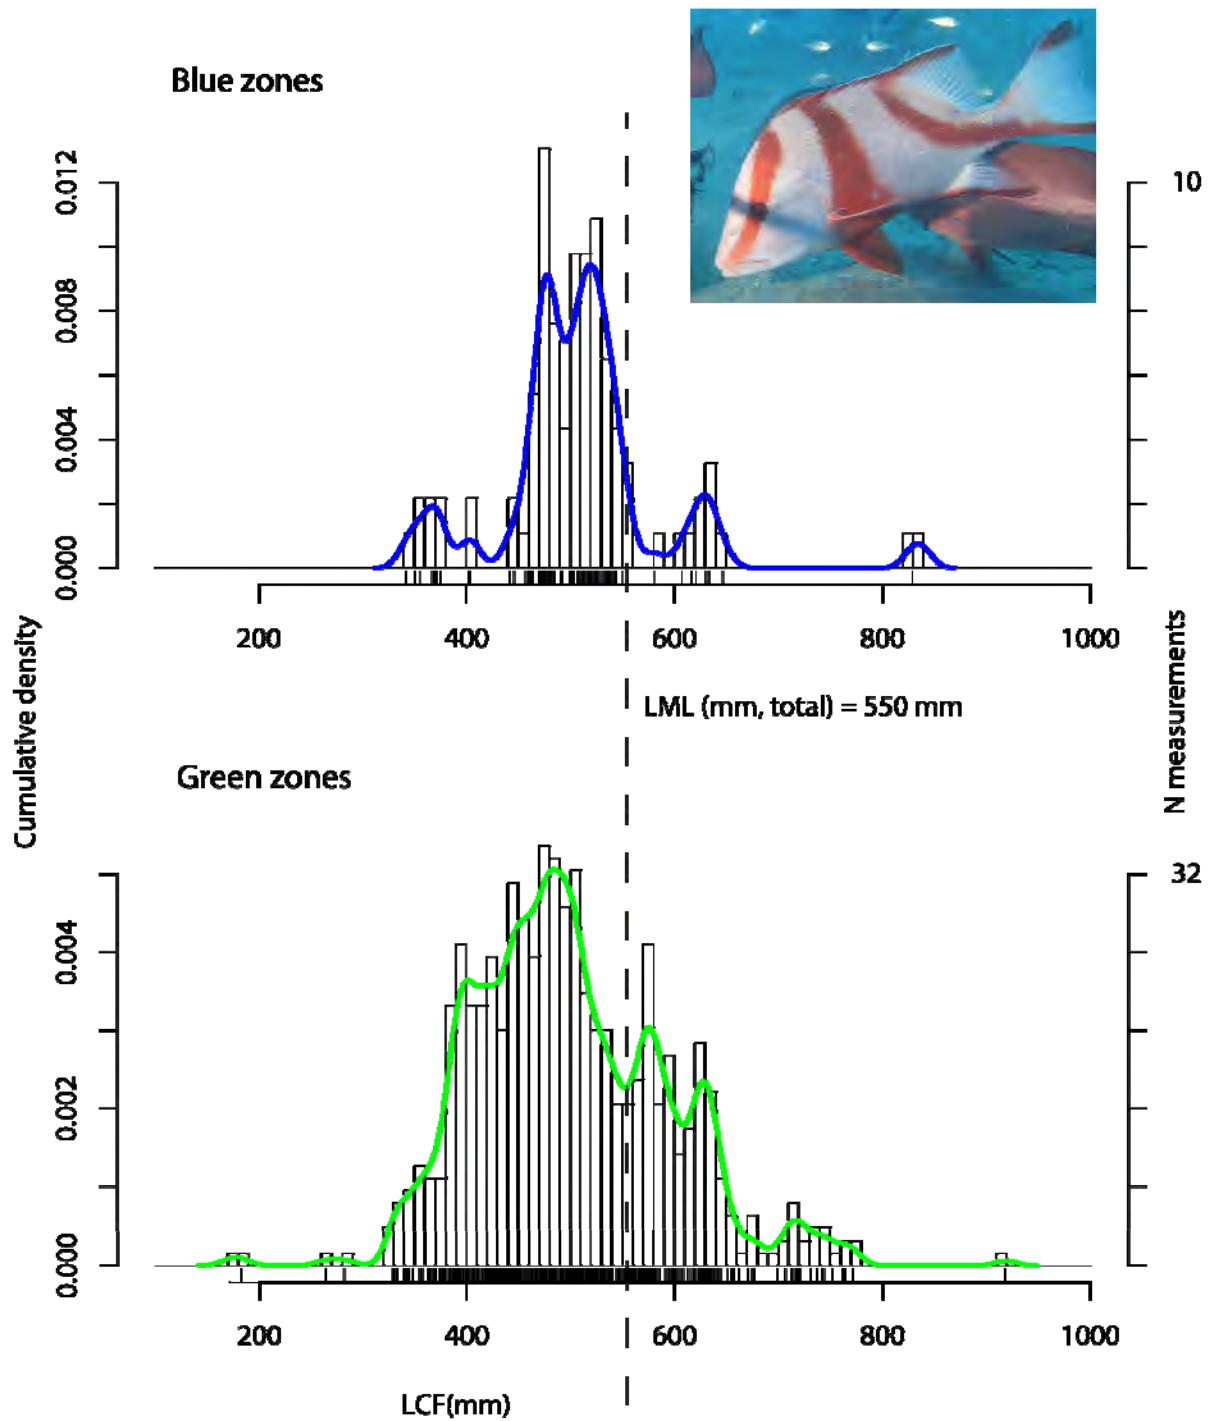 Blue zones
0.012
0.008
0.004
0.000
10
200 400 600 800 1000
LML (mm, total) = 550 mm
Cumulative density
N measurements
Green zones
0.004
0.002
0.000
32
200 400 600 800 1000
LCF(mm)